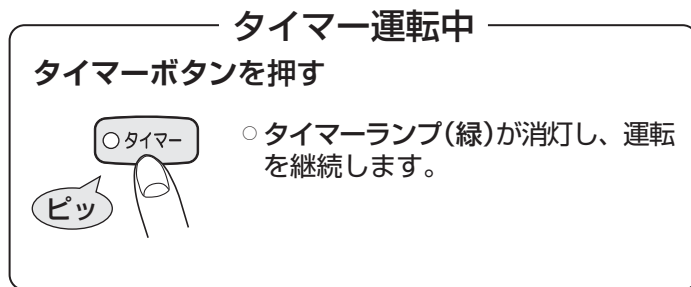 タイマー運転中
タイマーボタンを押す
タイマー
ピッ
○タイマーランプ(緑)が消灯し、運転
を継続します。